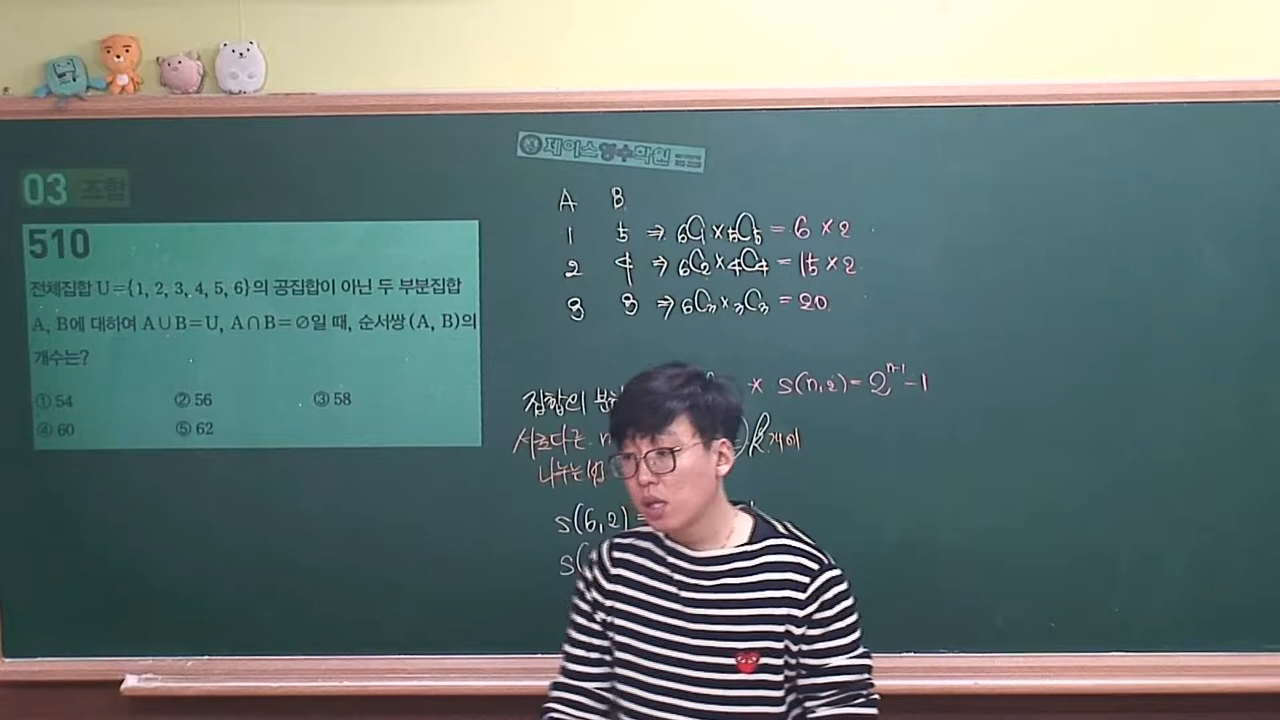 제이스영수학원
03 조합
510
전체집합 U={1, 2, 3, 4, 5, 6}의 공집합이 아닌 두 부분집합
A, B에 대하여 A∪B=U, A∩B=∅일 때, 순서쌍 (A, B)의
개수는?
① 54 ② 56 ③ 58
④ 60 ⑤ 62
A B
1 5 ⇒ ₆C₁×₅C₅ = 6×2
2 4 ⇒ ₆C₂×₄C₄ = 15×2
3 3 ⇒ ₆C₃×₃C₃ = 20
집합의 * S(n,2)=2ⁿ⁻¹-1
서로다른 k개에
나누는
S(6,2)=
S(